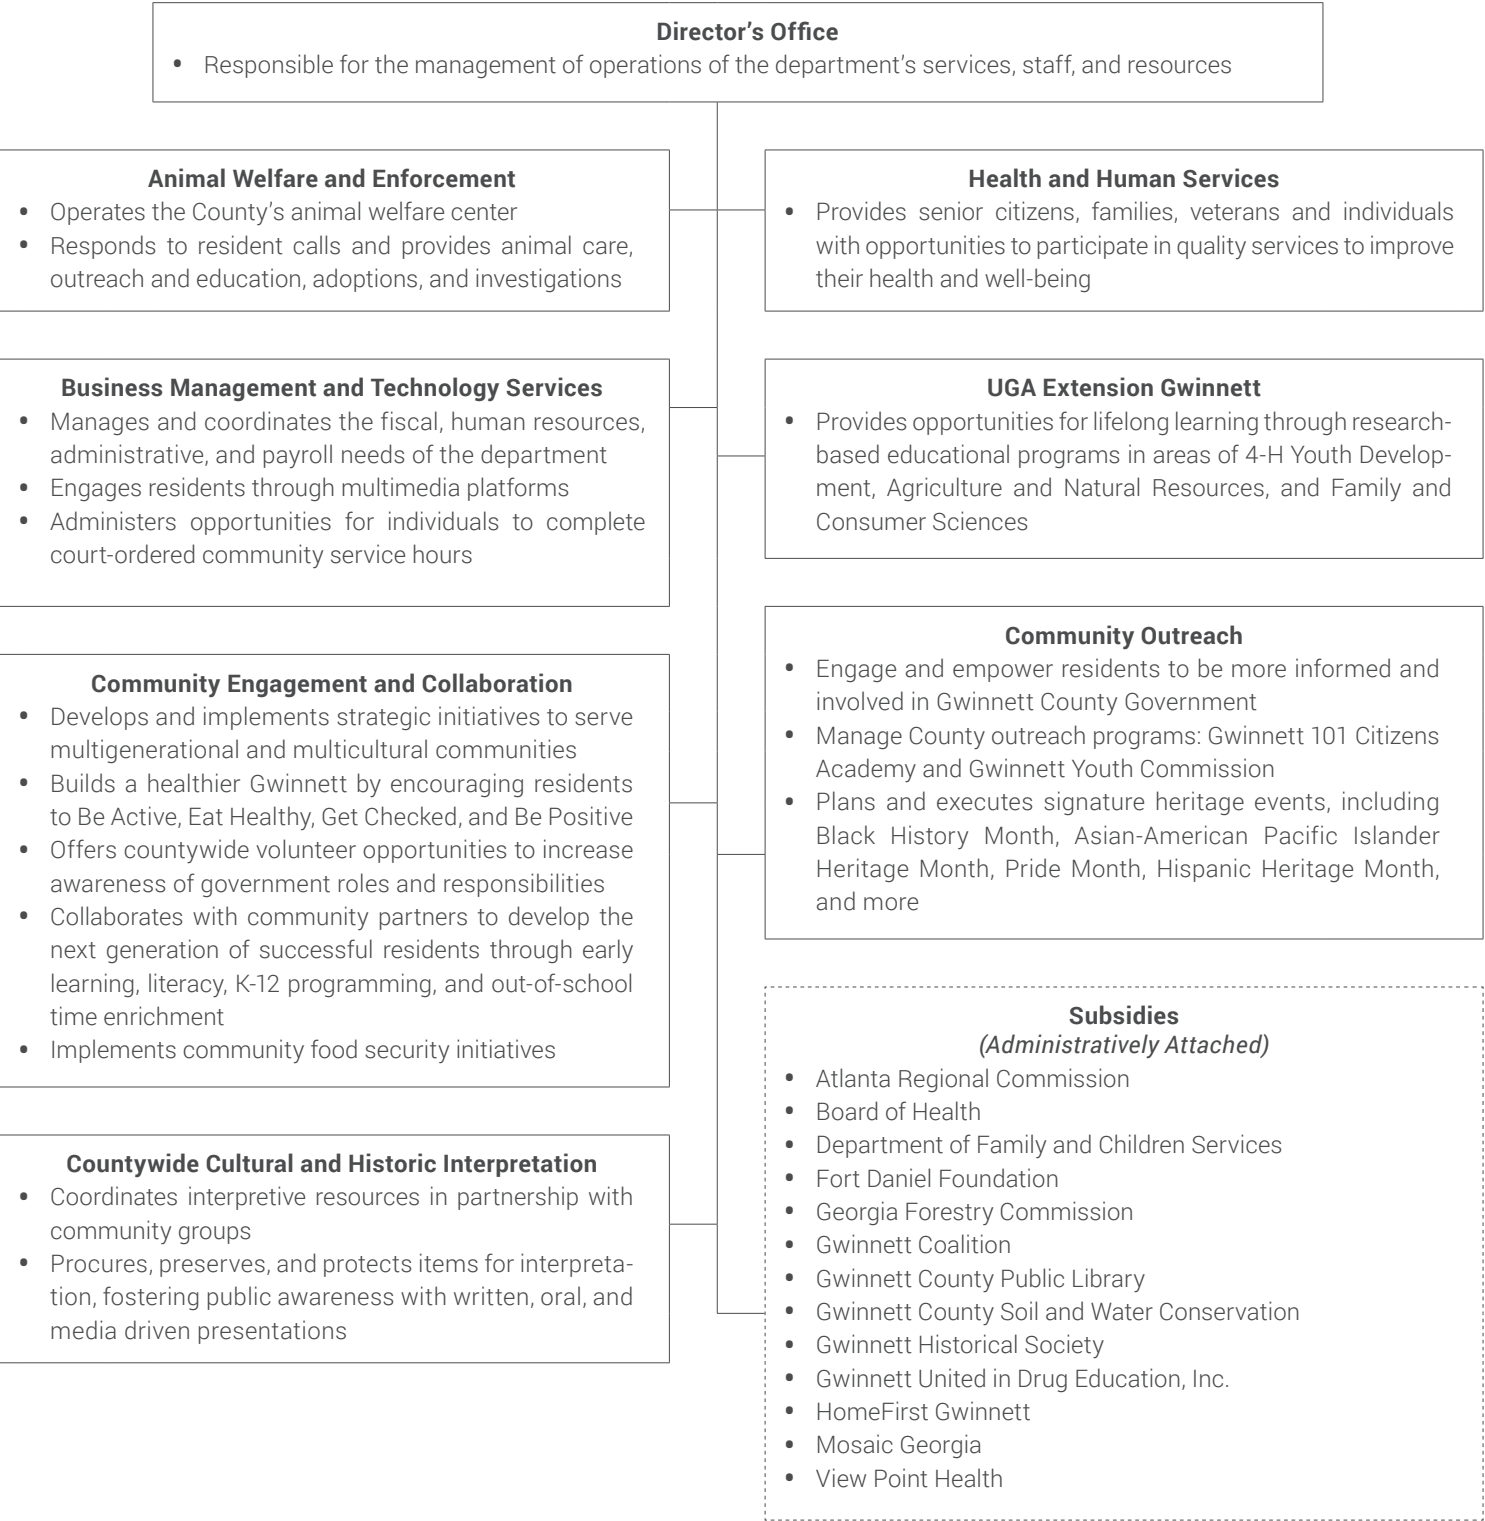 Director’s Office
• Responsible for the management of operations of the department’s services, staff, and resources
Animal Welfare and Enforcement
• Operates the County’s animal welfare center
• Responds to resident calls and provides animal care,
outreach and education, adoptions, and investigations
Health and Human Services
• Provides senior citizens, families, veterans and individuals
with opportunities to participate in quality services to improve
their health and well-being
Business Management and Technology Services
• Manages and coordinates the fiscal, human resources,
administrative, and payroll needs of the department
• Engages residents through multimedia platforms
• Administers opportunities for individuals to complete
court-ordered community service hours
UGA Extension Gwinnett
• Provides opportunities for lifelong learning through research-
based educational programs in areas of 4-H Youth Develop-
ment, Agriculture and Natural Resources, and Family and
Consumer Sciences
Community Engagement and Collaboration
• Develops and implements strategic initiatives to serve
multigenerational and multicultural communities
• Builds a healthier Gwinnett by encouraging residents
to Be Active, Eat Healthy, Get Checked, and Be Positive
• Offers countywide volunteer opportunities to increase
awareness of government roles and responsibilities
• Collaborates with community partners to develop the
next generation of successful residents through early
learning, literacy, K-12 programming, and out-of-school
time enrichment
• Implements community food security initiatives
Community Outreach
• Engage and empower residents to be more informed and
involved in Gwinnett County Government
• Manage County outreach programs: Gwinnett 101 Citizens
Academy and Gwinnett Youth Commission
• Plans and executes signature heritage events, including
Black History Month, Asian-American Pacific Islander
Heritage Month, Pride Month, Hispanic Heritage Month,
and more
Countywide Cultural and Historic Interpretation
• Coordinates interpretive resources in partnership with
community groups
• Procures, preserves, and protects items for interpreta-
tion, fostering public awareness with written, oral, and
media driven presentations
Subsidies
(Administratively Attached)
• Atlanta Regional Commission
• Board of Health
• Department of Family and Children Services
• Fort Daniel Foundation
• Georgia Forestry Commission
• Gwinnett Coalition
• Gwinnett County Public Library
• Gwinnett County Soil and Water Conservation
• Gwinnett Historical Society
• Gwinnett United in Drug Education, Inc.
• HomeFirst Gwinnett
• Mosaic Georgia
• View Point Health